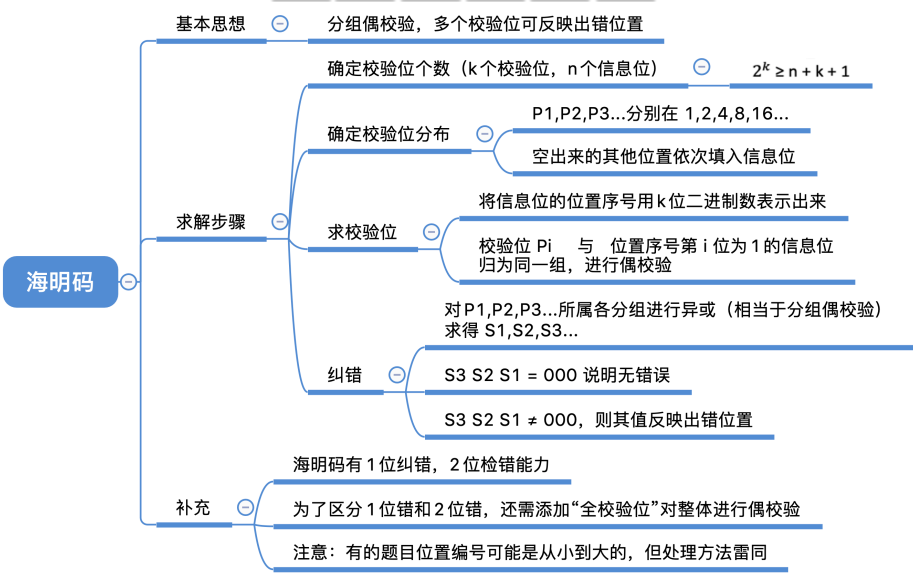 海明码
基本思想
分组偶校验，多个校验位可反映出错位置
求解步骤
确定校验位个数（k个校验位，n个信息位）
2^k ≥ n + k + 1
确定校验位分布
P1,P2,P3...分别在 1,2,4,8,16...
空出来的其他位置依次填入信息位
求校验位
将信息位的位置序号用k位二进制数表示出来
校验位 Pi 与 位置序号第 i 位为1的信息位
归为同一组，进行偶校验
纠错
对P1,P2,P3...所属各分组进行异或（相当于分组偶校验）
求得 S1,S2,S3...
S3 S2 S1 = 000 说明无错误
S3 S2 S1 ≠ 000，则其值反映出错位置
补充
海明码有1位纠错，2位检错能力
为了区分1位错和2位错，还需添加“全校验位”对整体进行偶校验
注意：有的题目位置编号可能是从小到大的，但处理方法雷同